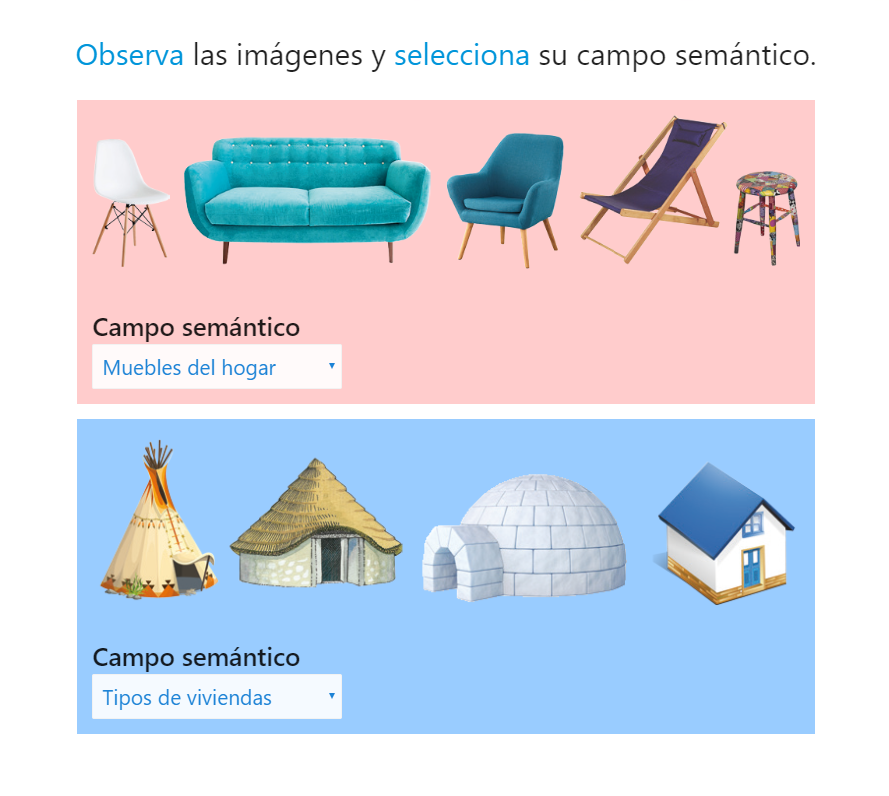 Observa las imágenes y selecciona su campo semántico.
Campo semántico
Muebles del hogar
Campo semántico
Tipos de viviendas